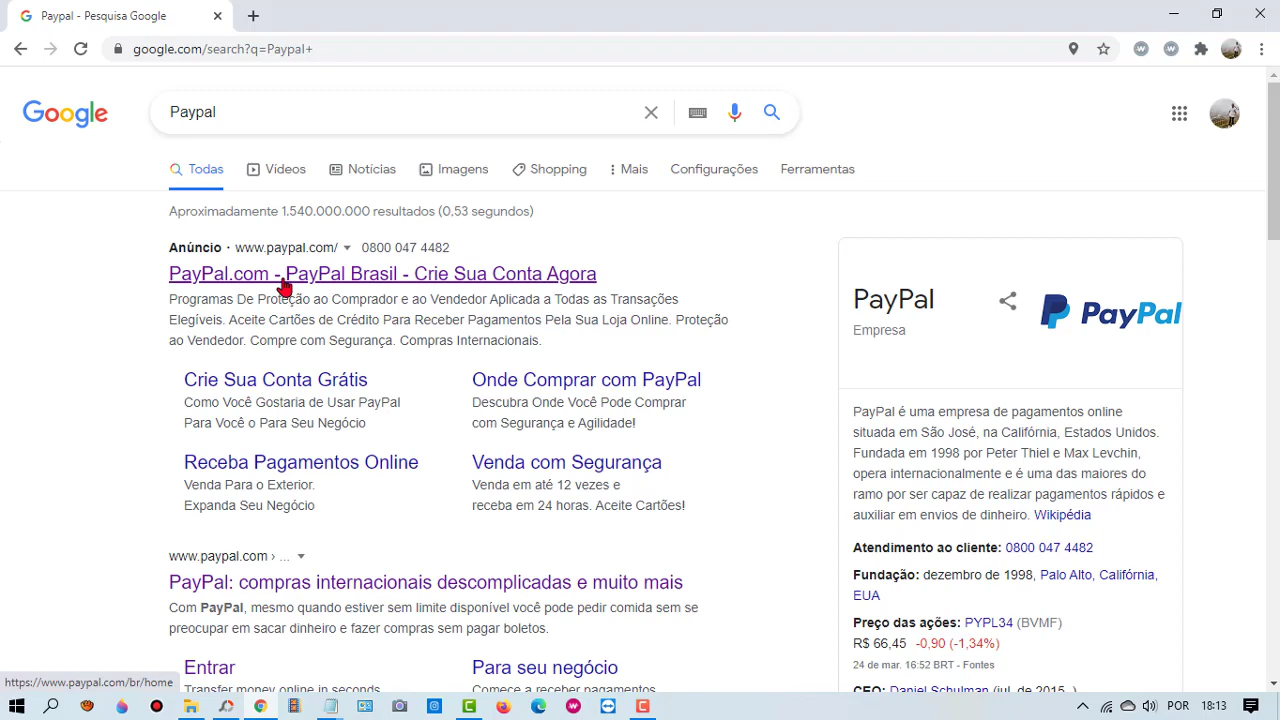 Paypal - Pesquisa Google
google.com/search?q=Paypal+
Google
Paypal
Todas
Vídeos
Notícias
Imagens
Shopping
Mais
Configurações
Ferramentas
Aproximadamente 1.540.000.000 resultados (0,53 segundos)
Anúncio · www.paypal.com/ 0800 047 4482
PayPal.com - PayPal Brasil - Crie Sua Conta Agora
Programas De Proteção ao Comprador e ao Vendedor Aplicada a Todas as Transações
Elegíveis. Aceite Cartões de Crédito Para Receber Pagamentos Pela Sua Loja Online. Proteção
ao Vendedor. Compre com Segurança. Compras Internacionais.
Crie Sua Conta Grátis
Como Você Gostaria de Usar PayPal
Para Você o Para Seu Negócio
Onde Comprar com PayPal
Descubra Onde Você Pode Comprar
com Segurança e Agilidade!
Receba Pagamentos Online
Venda Para o Exterior.
Expanda Seu Negócio
Venda com Segurança
Venda em até 12 vezes e
receba em 24 horas. Aceite Cartões!
www.paypal.com › ...
PayPal: compras internacionais descomplicadas e muito mais
Com PayPal, mesmo quando estiver sem limite disponível você pode pedir comida sem se
preocupar em sacar dinheiro e fazer compras sem pagar boletos.
Entrar
Transfer money online in seconds
Para seu negócio
Comece a receber pagamentos
PayPal
Empresa
PayPal
PayPal é uma empresa de pagamentos online
situada em São José, na Califórnia, Estados Unidos.
Fundada em 1998 por Peter Thiel e Max Levchin,
opera internacionalmente e é uma das maiores do
ramo por ser capaz de realizar pagamentos rápidos e
auxiliar em envios de dinheiro. Wikipédia
Atendimento ao cliente: 0800 047 4482
Fundação: dezembro de 1998, Palo Alto, Califórnia,
EUA
Preço das ações: PYPL34 (BVMF)
R$ 66,45 -0,90 (-1,34%)
24 de mar. 16:52 BRT - Fontes
CEO: Daniel Schulman (jul. 2015–)
https://www.paypal.com/br/home
POR
18:13